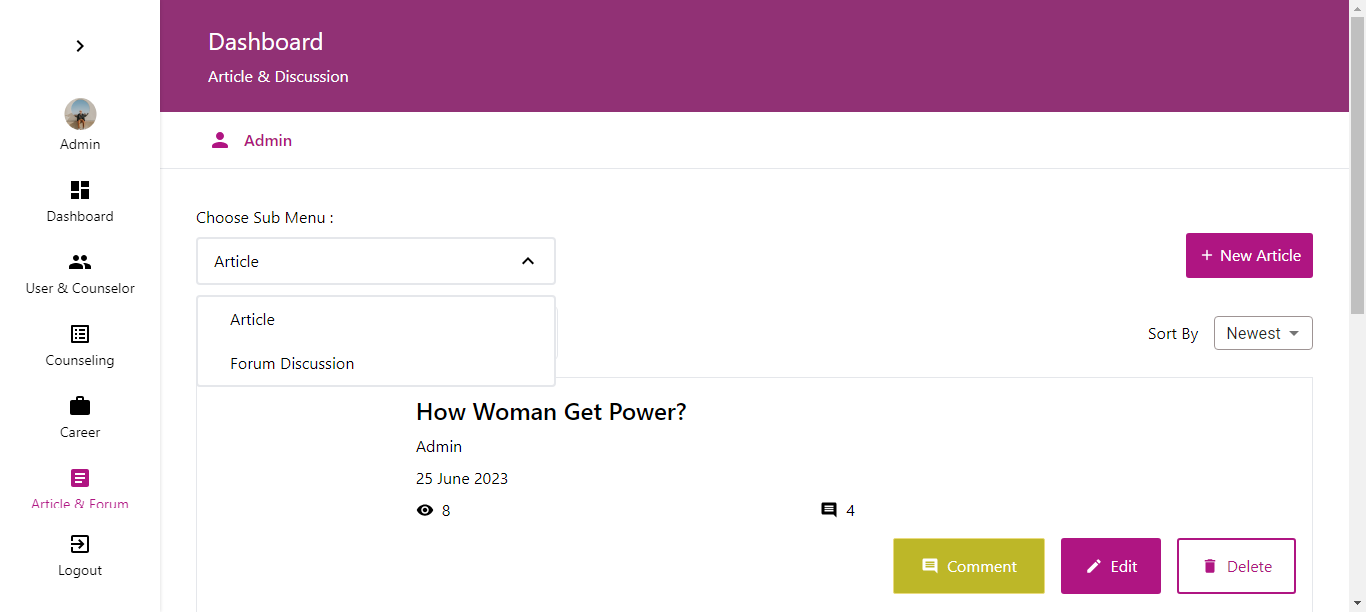 Dashboard
Article & Discussion
Admin
Admin
Dashboard
User & Counselor
Counseling
Career
Article & Forum
Logout
Choose Sub Menu :
Article
+ New Article
Article
Forum Discussion
Sort By Newest
How Woman Get Power?
Admin
25 June 2023
8 4
Comment Edit Delete